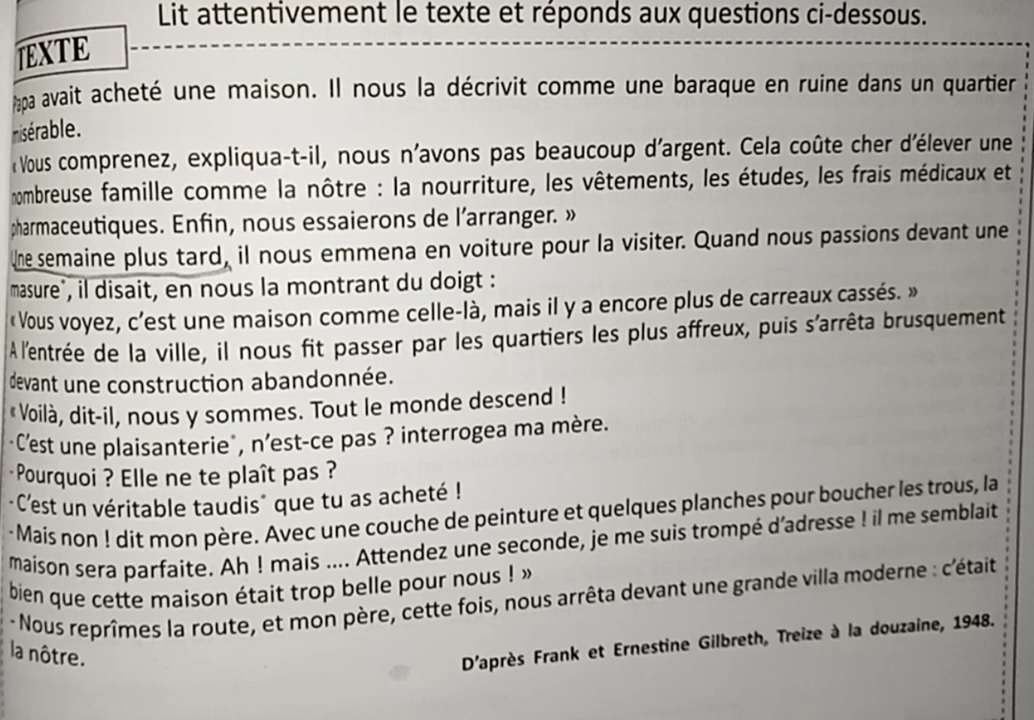 Lit attentivement le texte et réponds aux questions ci-dessous.
TEXTE
Papa avait acheté une maison. Il nous la décrivit comme une baraque en ruine dans un quartier
misérable.
« Vous comprenez, expliqua-t-il, nous n’avons pas beaucoup d’argent. Cela coûte cher d’élever une
nombreuse famille comme la nôtre : la nourriture, les vêtements, les études, les frais médicaux et
pharmaceutiques. Enfin, nous essaierons de l’arranger. »
Une semaine plus tard, il nous emmena en voiture pour la visiter. Quand nous passions devant une
masure*, il disait, en nous la montrant du doigt :
« Vous voyez, c’est une maison comme celle-là, mais il y a encore plus de carreaux cassés. »
A l’entrée de la ville, il nous fit passer par les quartiers les plus affreux, puis s’arrêta brusquement
devant une construction abandonnée.
« Voilà, dit-il, nous y sommes. Tout le monde descend !
-C’est une plaisanterie*, n’est-ce pas ? interrogea ma mère.
-Pourquoi ? Elle ne te plaît pas ?
-C’est un véritable taudis* que tu as acheté !
-Mais non ! dit mon père. Avec une couche de peinture et quelques planches pour boucher les trous, la
maison sera parfaite. Ah ! mais .... Attendez une seconde, je me suis trompé d’adresse ! il me semblait
bien que cette maison était trop belle pour nous ! »
-Nous reprîmes la route, et mon père, cette fois, nous arrêta devant une grande villa moderne : c’était
la nôtre.
D’après Frank et Ernestine Gilbreth, Treize à la douzaine, 1948.